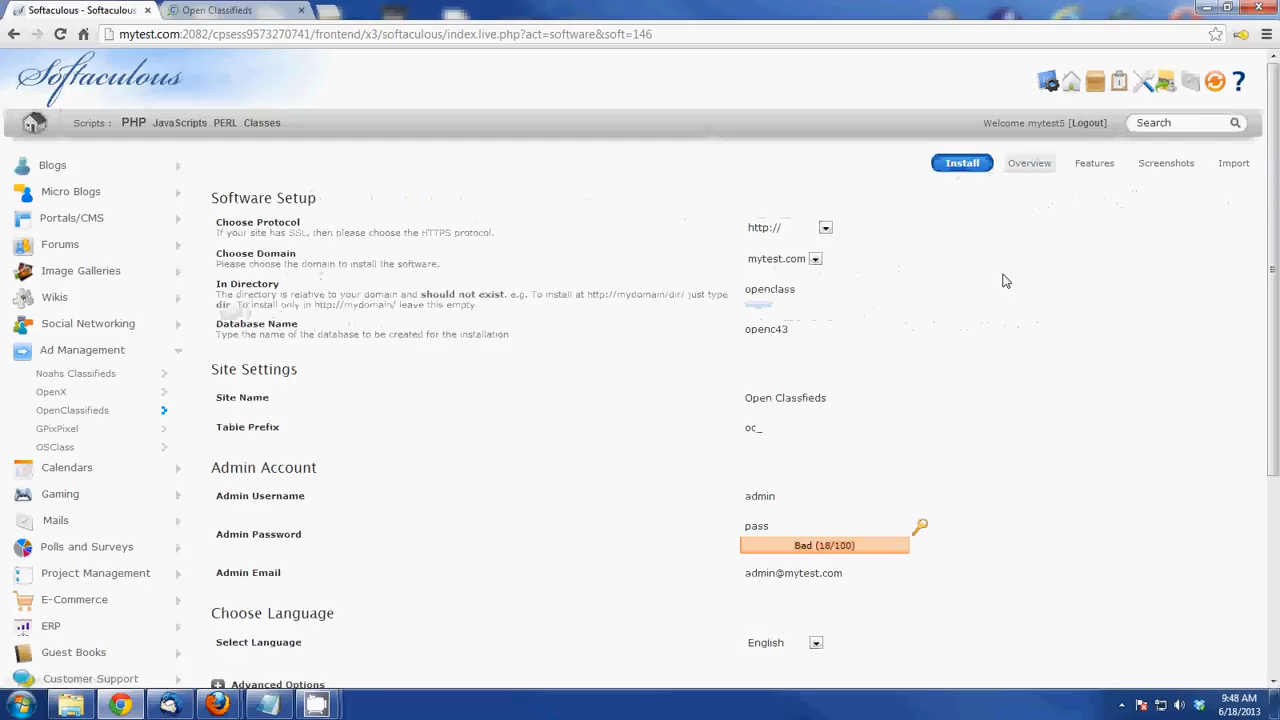 Softaculous - Softaculous
Open Classifieds
mytest.com:2082/cpsess9573270741/frontend/x3/softaculous/index.live.php?act=software&soft=146
Softaculous
Scripts : PHP JavaScripts PERL Classes
Welcome mytest5 [Logout]
Search
Install Overview Features Screenshots Import
Blogs
Micro Blogs
Portals/CMS
Forums
Image Galleries
Wikis
Social Networking
Ad Management
Noahs Classifieds
OpenX
OpenClassifieds
GPixPixel
OSClass
Calendars
Gaming
Mails
Polls and Surveys
Project Management
E-Commerce
ERP
Guest Books
Customer Support
Software Setup
Choose Protocol
If your site has SSL, then please choose the HTTPS protocol.
http://
Choose Domain
Please choose the domain to install the software.
mytest.com
In Directory
The directory is relative to your domain and should not exist. e.g. To install at http://mydomain/dir/ just type
dir. To install only in http://mydomain/ leave this empty.
openclass
Database Name
Type the name of the database to be created for the installation
openc43
Site Settings
Site Name
Open Classfieds
Table Prefix
oc_
Admin Account
Admin Username
admin
Admin Password
pass
Bad (18/100)
Admin Email
admin@mytest.com
Choose Language
Select Language
English
Advanced Options
9:48 AM
6/18/2013